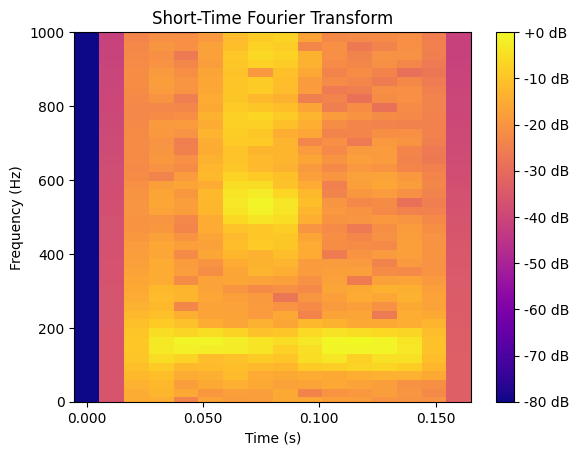 Short-Time Fourier Transform
Frequency (Hz)
1000
800
600
400
200
0
0.000
0.050
0.100
0.150
Time (s)
+0 dB
-10 dB
-20 dB
-30 dB
-40 dB
-50 dB
-60 dB
-70 dB
-80 dB